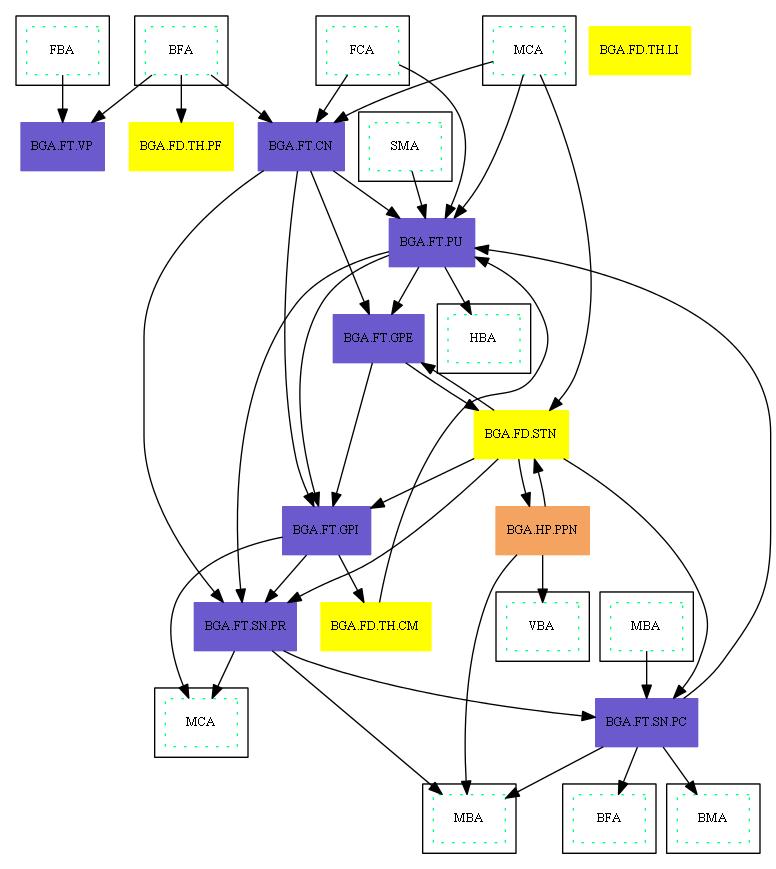 FBA
BFA
FCA
MCA
BGA.FD.TH.LI
BGA.FT.VP
BGA.FD.TH.PF
BGA.FT.CN
SMA
BGA.FT.PU
BGA.FT.GPE
HBA
BGA.FD.STN
BGA.FT.GPI
BGA.HP.PPN
BGA.FT.SN.PR
BGA.FD.TH.CM
VBA
MBA
MCA
BGA.FT.SN.PC
MBA
BFA
BMA